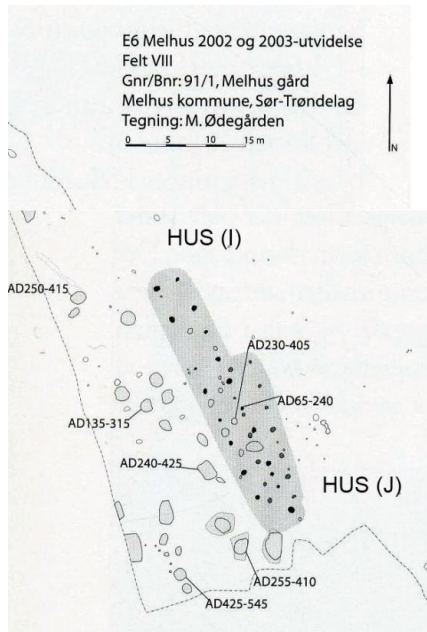 E6 Melhus 2002 og 2003-utvidelse
Felt VIII
Gnr/Bnr: 91/1, Melhus gård
Melhus kommune, Sør-Trøndelag
Tegning: M. Ødegården
0 5 10 15 m
N
HUS (I)
AD250-415
AD230-405
AD65-240
AD135-315
AD240-425
HUS (J)
AD255-410
AD425-545